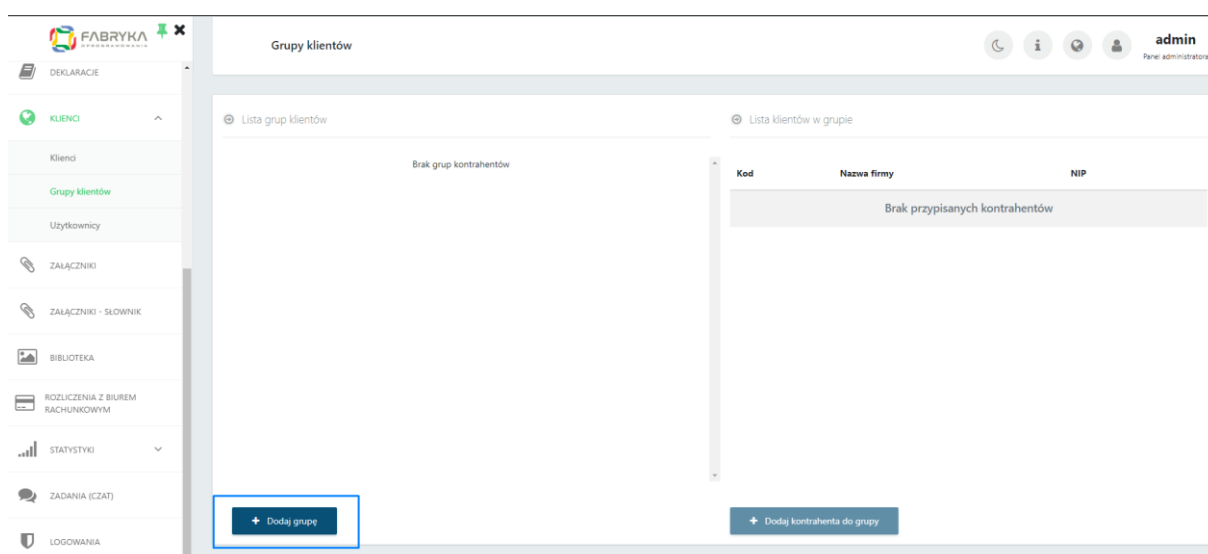 FABRYKA
OPROGRAMOWANIA
Grupy klientów
i
admin
Panel administratora
DEKLARACJE
KLIENCI
Klienci
Grupy klientów
Użytkownicy
ZAŁĄCZNIKI
ZAŁĄCZNIKI - SŁOWNIK
BIBLIOTEKA
ROZLICZENIA Z BIUREM
RACHUNKOWYM
STATYSTYKI
ZADANIA (CZAT)
LOGOWANIA
Lista grup klientów
Brak grup kontrahentów
+ Dodaj grupę
Lista klientów w grupie
Kod Nazwa firmy NIP
Brak przypisanych kontrahentów
+ Dodaj kontrahenta do grupy